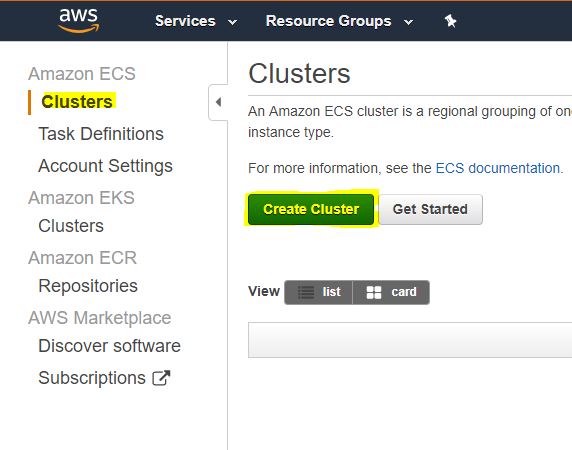 aws Services Resource Groups
Amazon ECS
Clusters
Task Definitions
Account Settings
Amazon EKS
Clusters
Amazon ECR
Repositories
AWS Marketplace
Discover software
Subscriptions
Clusters
An Amazon ECS cluster is a regional grouping of
instance type.
For more information, see the ECS documentation.
Create Cluster Get Started
View list card